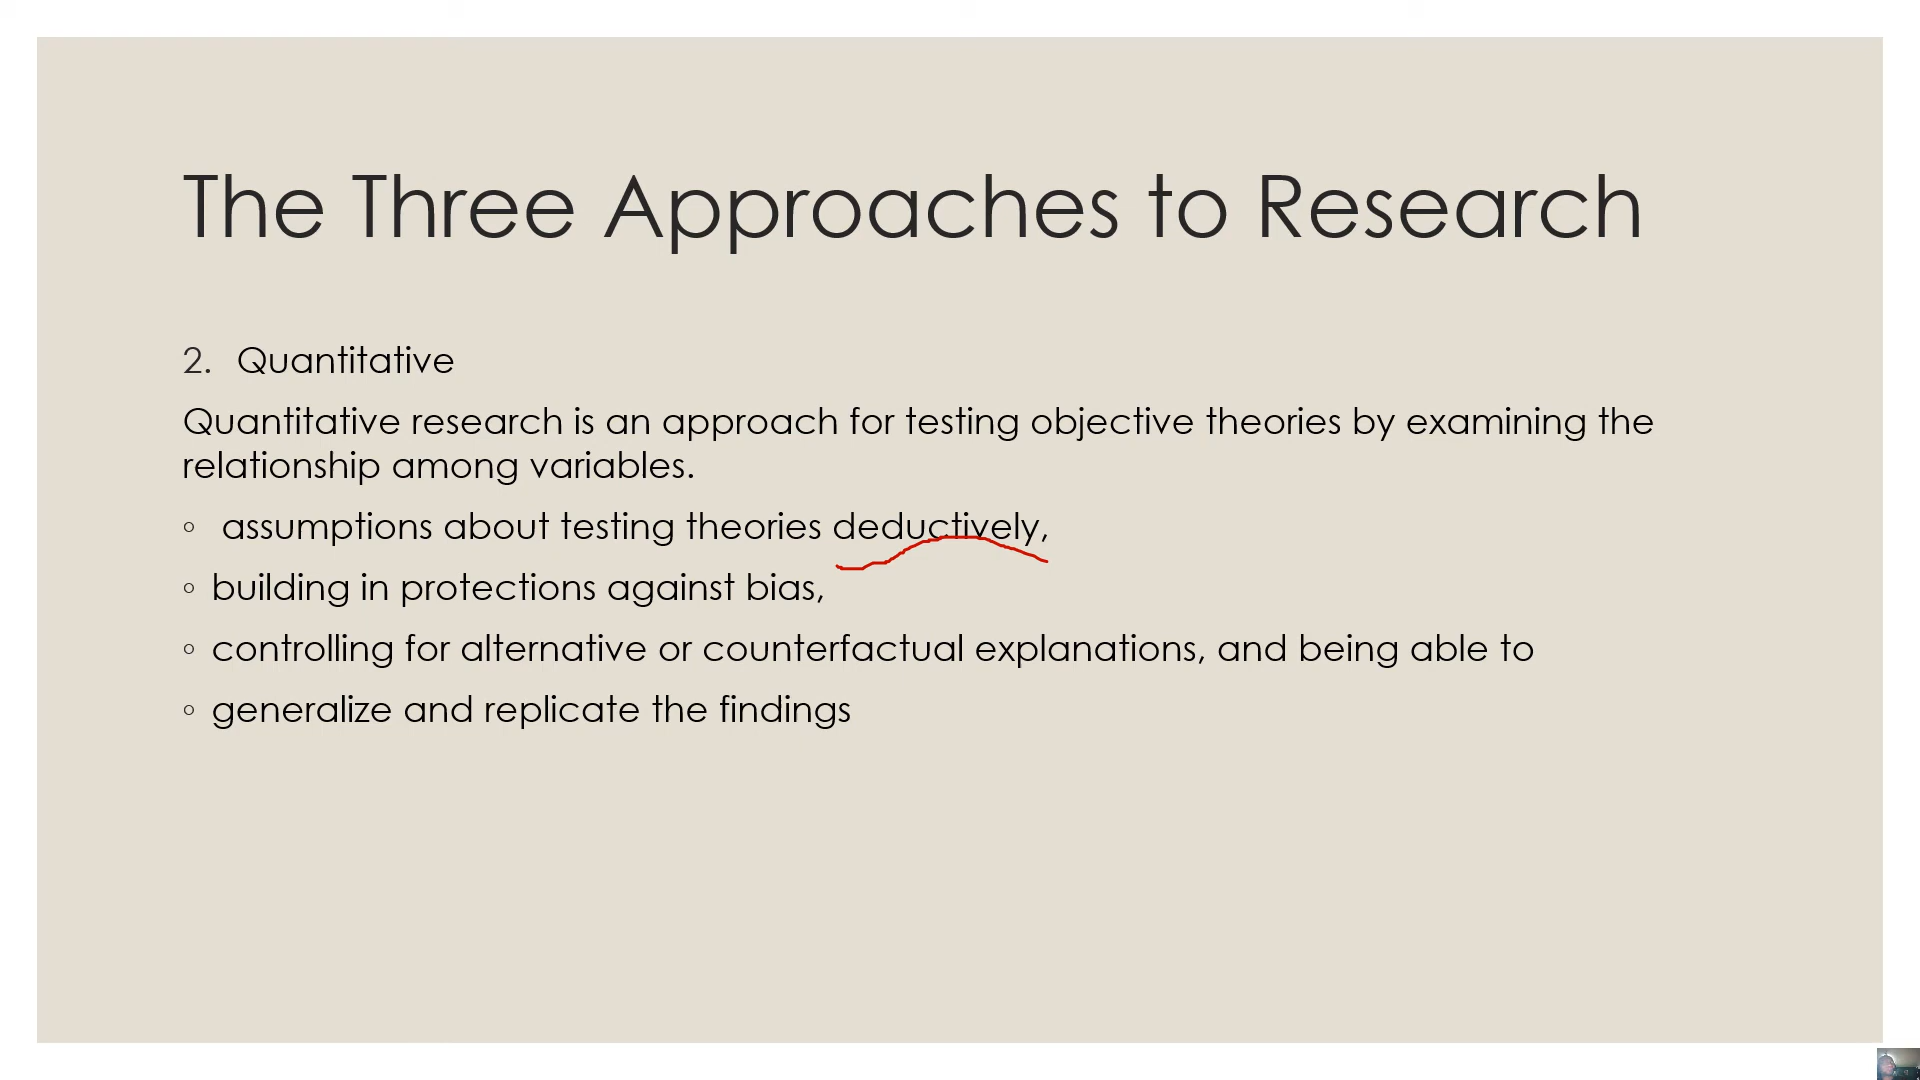 The Three Approaches to Research
2. Quantitative
Quantitative research is an approach for testing objective theories by examining the
relationship among variables.
◦ assumptions about testing theories deductively,
◦ building in protections against bias,
◦ controlling for alternative or counterfactual explanations, and being able to
◦ generalize and replicate the findings